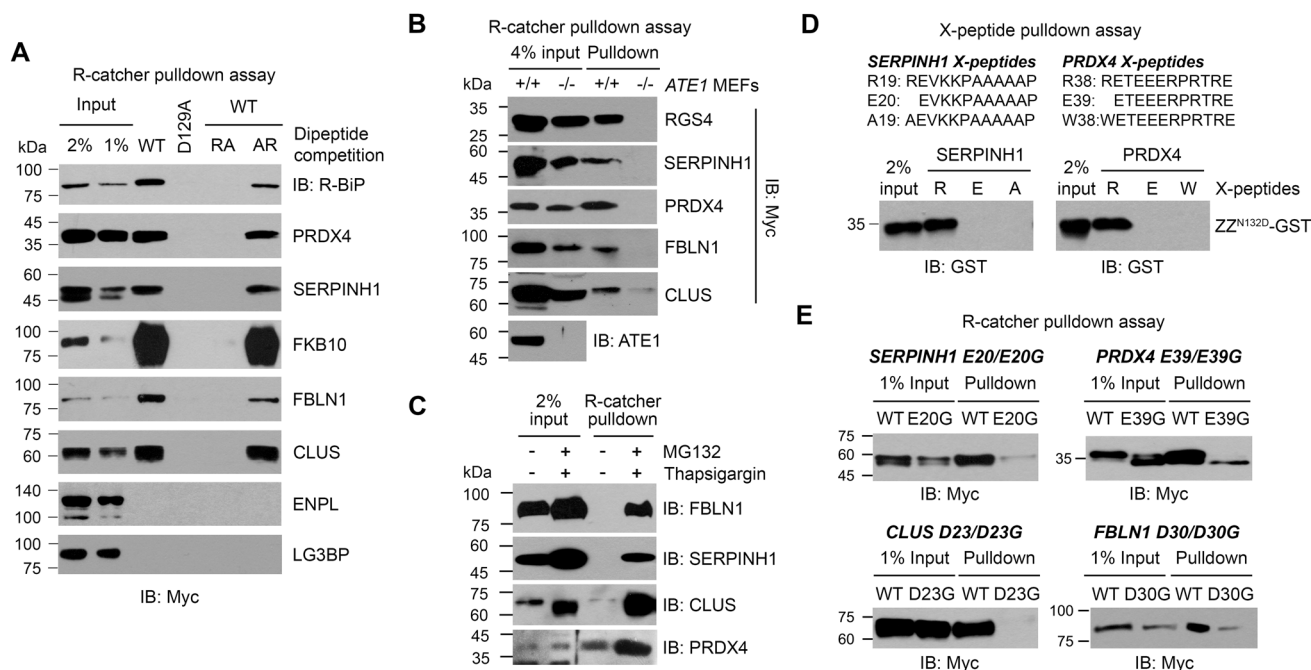 A
R-catcher pulldown assay
Input WT
kDa 2% 1% WT D129A RA AR Dipeptide competition
100
75
IB: R-BiP
45
35
PRDX4
60
45
SERPINH1
100
75
FKB10
100
75
FBLN1
75
60
CLUS
140
100
ENPL
100
75
LG3BP
IB: Myc
B
R-catcher pulldown assay
4% input Pulldown
kDa +/+ -/- +/+ -/- ATE1 MEFs
35
25
RGS4
60
45
SERPINH1
45
35
PRDX4
100
75
FBLN1
75
60
CLUS
IB: Myc
60
45
IB: ATE1
C
2% input R-catcher pulldown
- + - + MG132
kDa - + - + Thapsigargin
100
75
IB: FBLN1
60
45
IB: SERPINH1
75
60
IB: CLUS
45
35
IB: PRDX4
D
X-peptide pulldown assay
SERPINH1 X-peptides
R19: REVKKPAAAAAP
E20: EVKKPAAAAAP
A19: AEVKKPAAAAAP
PRDX4 X-peptides
R38: RETEEERPRTRE
E39: ETEEERPRTRE
W38:WETEEERPRTRE
2% input SERPINH1 R E A
2% input PRDX4 R E W X-peptides
35
35
ZZN132D-GST
IB: GST
IB: GST
E
R-catcher pulldown assay
SERPINH1 E20/E20G
1% Input Pulldown
WT E20G WT E20G
75
60
45
IB: Myc
PRDX4 E39/E39G
1% Input Pulldown
WT E39G WT E39G
35
IB: Myc
CLUS D23/D23G
1% Input Pulldown
WT D23G WT D23G
75
60
IB: Myc
FBLN1 D30/D30G
1% Input Pulldown
WT D30G WT D30G
100
75
IB: Myc